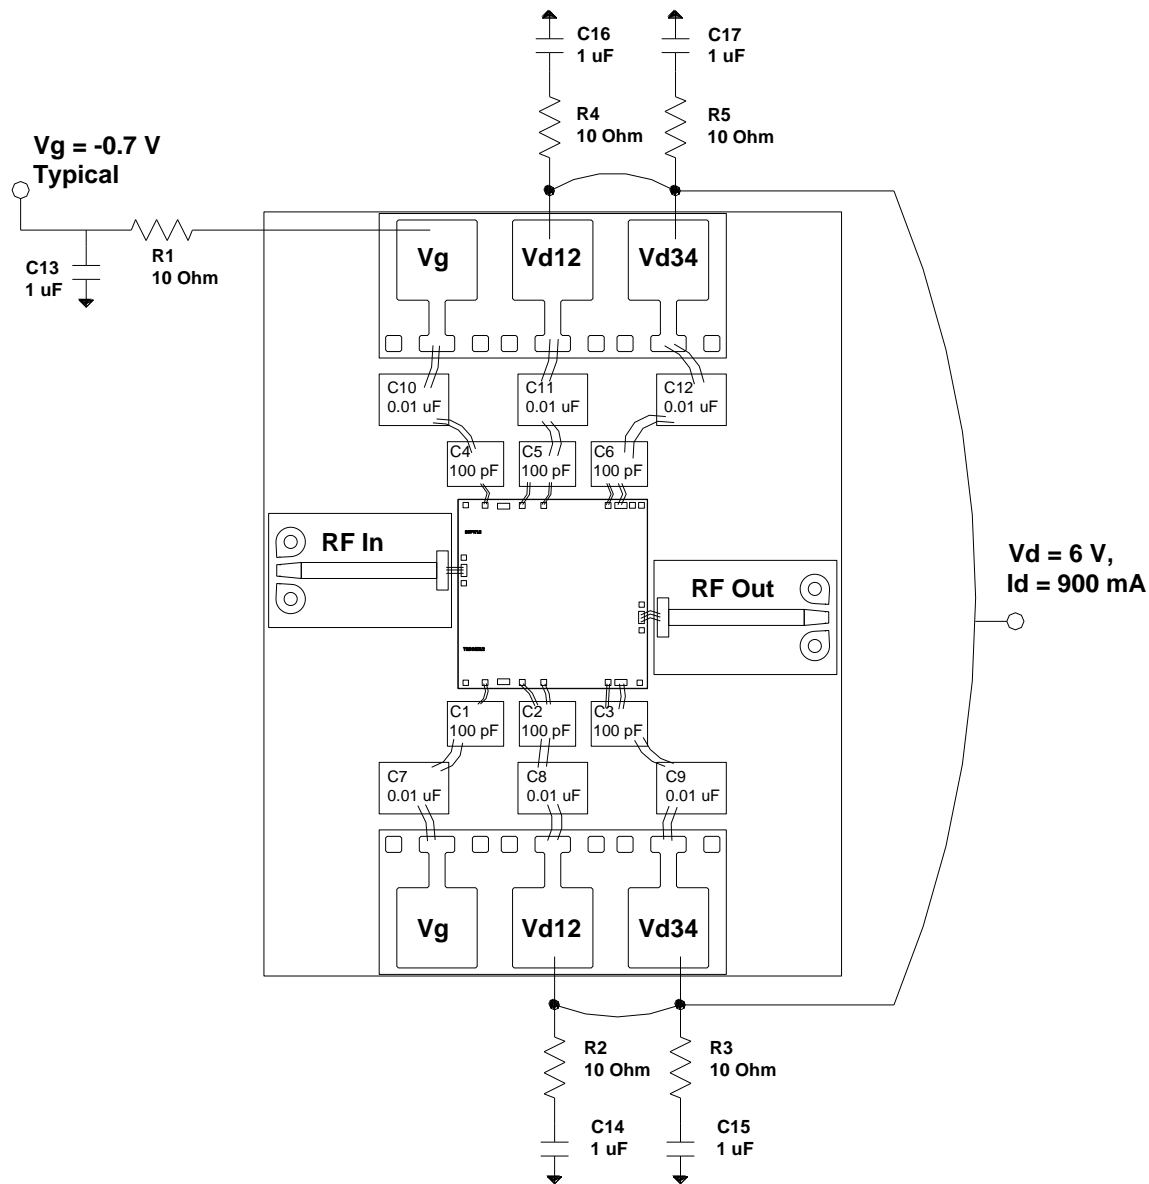 C16
1 uF
C17
1 uF
R4
10 Ohm
R5
10 Ohm
Vg = -0.7 V
Typical
C13
1 uF
R1
10 Ohm
Vg
Vd12
Vd34
C10
0.01 uF
C11
0.01 uF
C12
0.01 uF
C4
100 pF
C5
100 pF
C6
100 pF
RF In
RF Out
Vd = 6 V,
Id = 900 mA
C1
100 pF
C2
100 pF
C3
100 pF
C7
0.01 uF
C8
0.01 uF
C9
0.01 uF
Vg
Vd12
Vd34
R2
10 Ohm
R3
10 Ohm
C14
1 uF
C15
1 uF